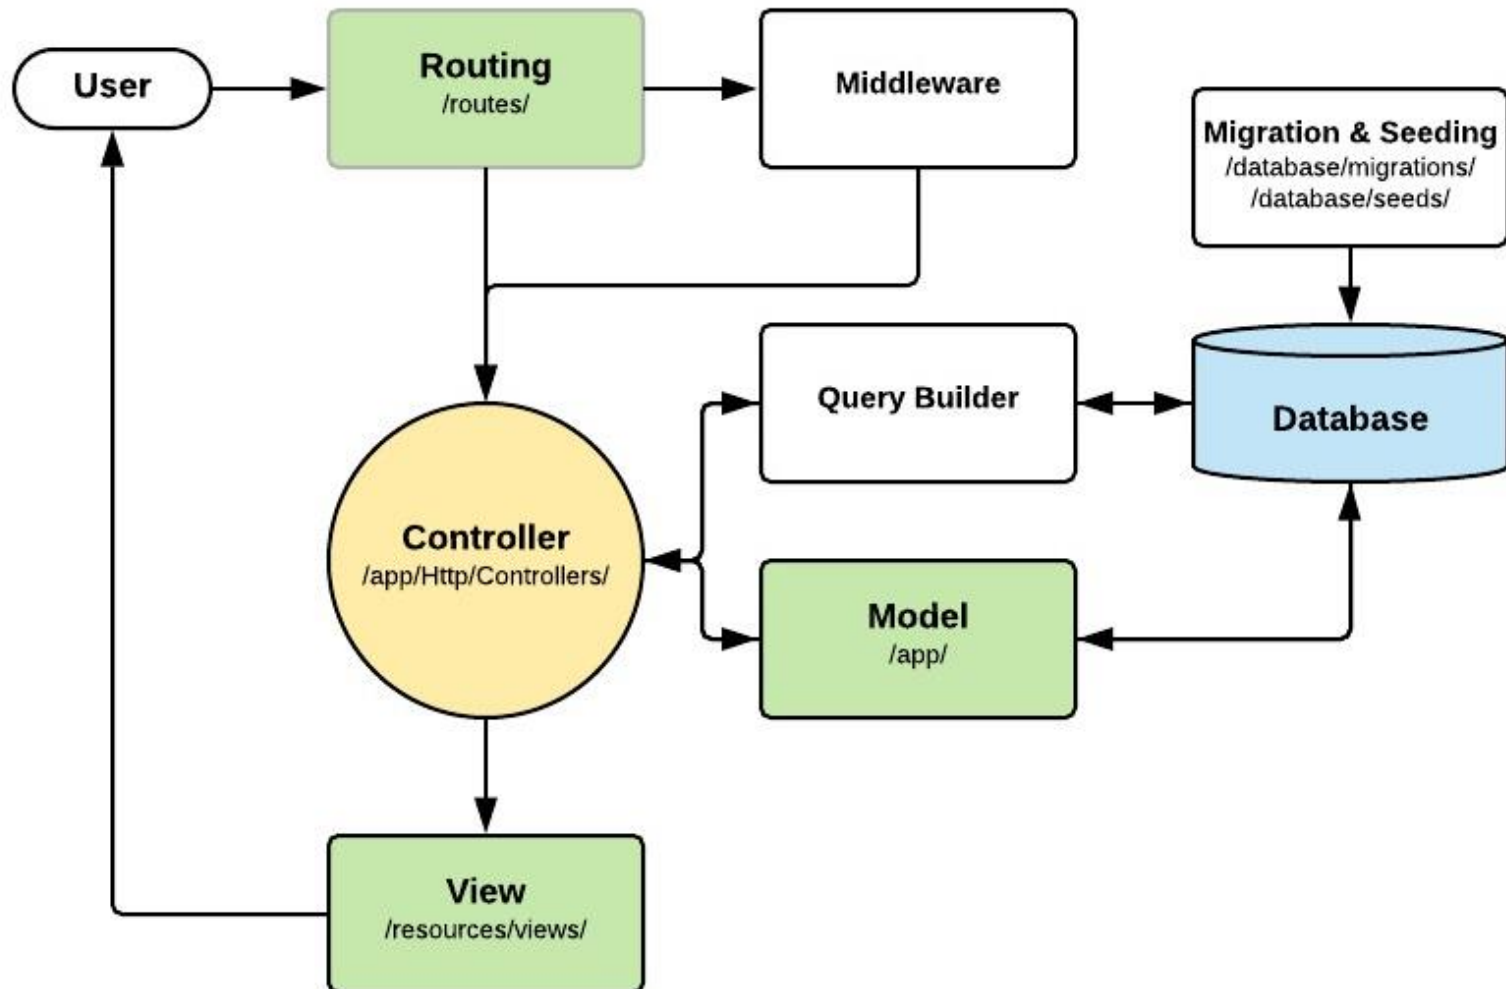 User
Routing
/routes/
Middleware
Migration & Seeding
/database/migrations/
/database/seeds/
Query Builder
Database
Controller
/app/Http/Controllers/
Model
/app/
View
/resources/views/